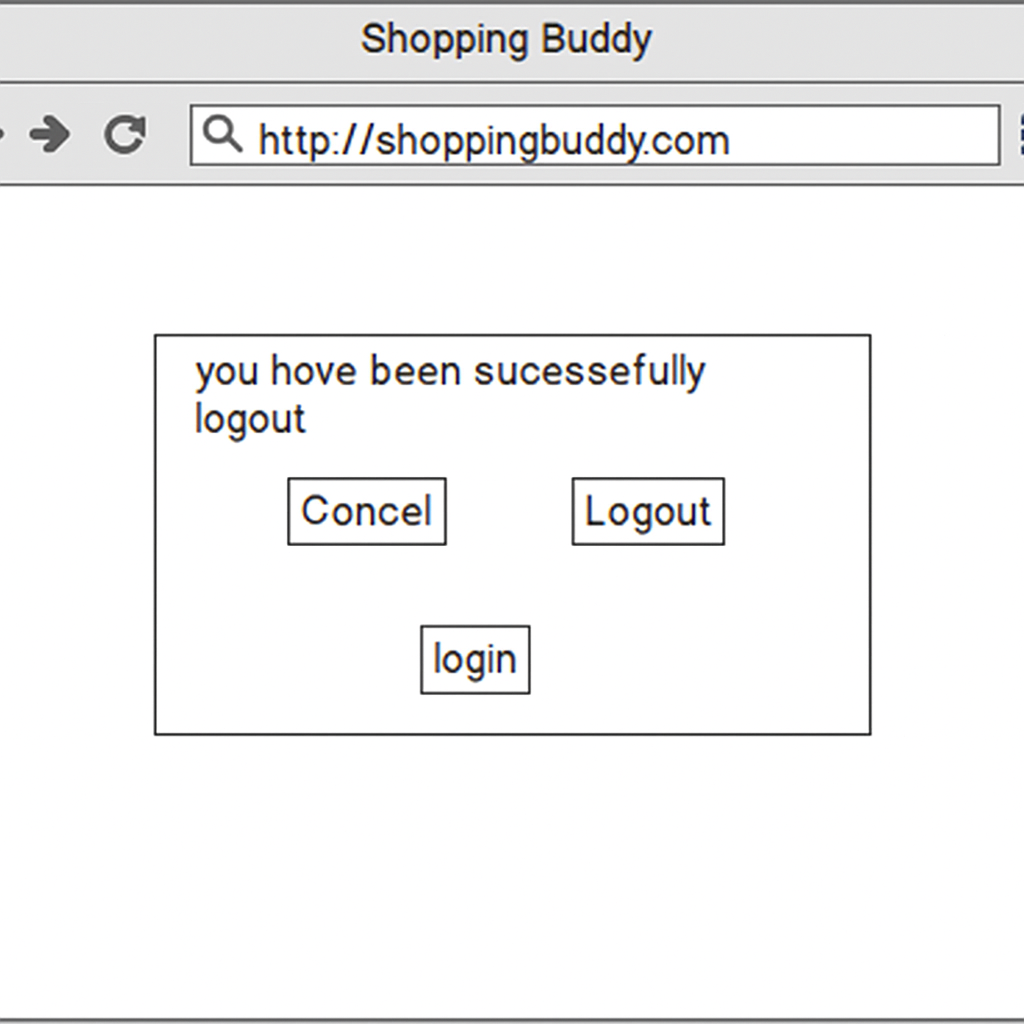 Shopping Buddy
http://shoppingbuddy.com
you hove been sucessefully
logout
Concel
Logout
login